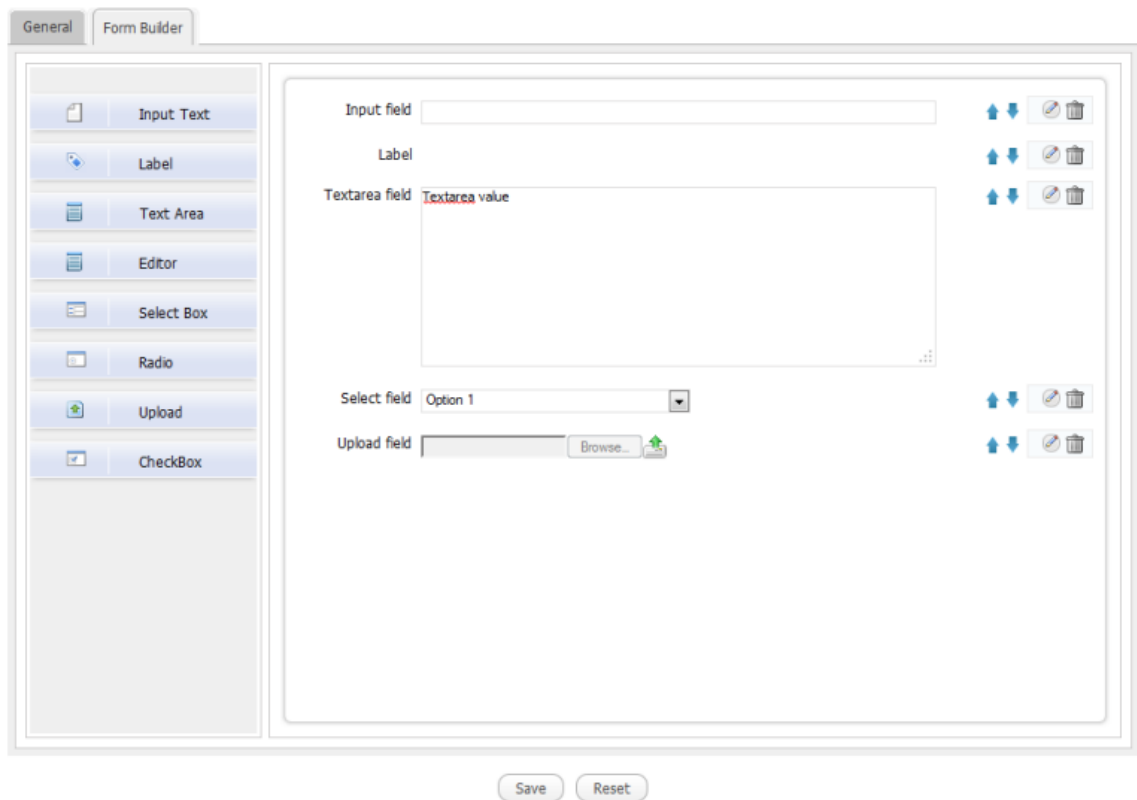 General
Form Builder
Input Text
Label
Text Area
Editor
Select Box
Radio
Upload
CheckBox
Input field
Label
Textarea field Textarea value
Select field Option 1
Upload field Browse...
Save Reset